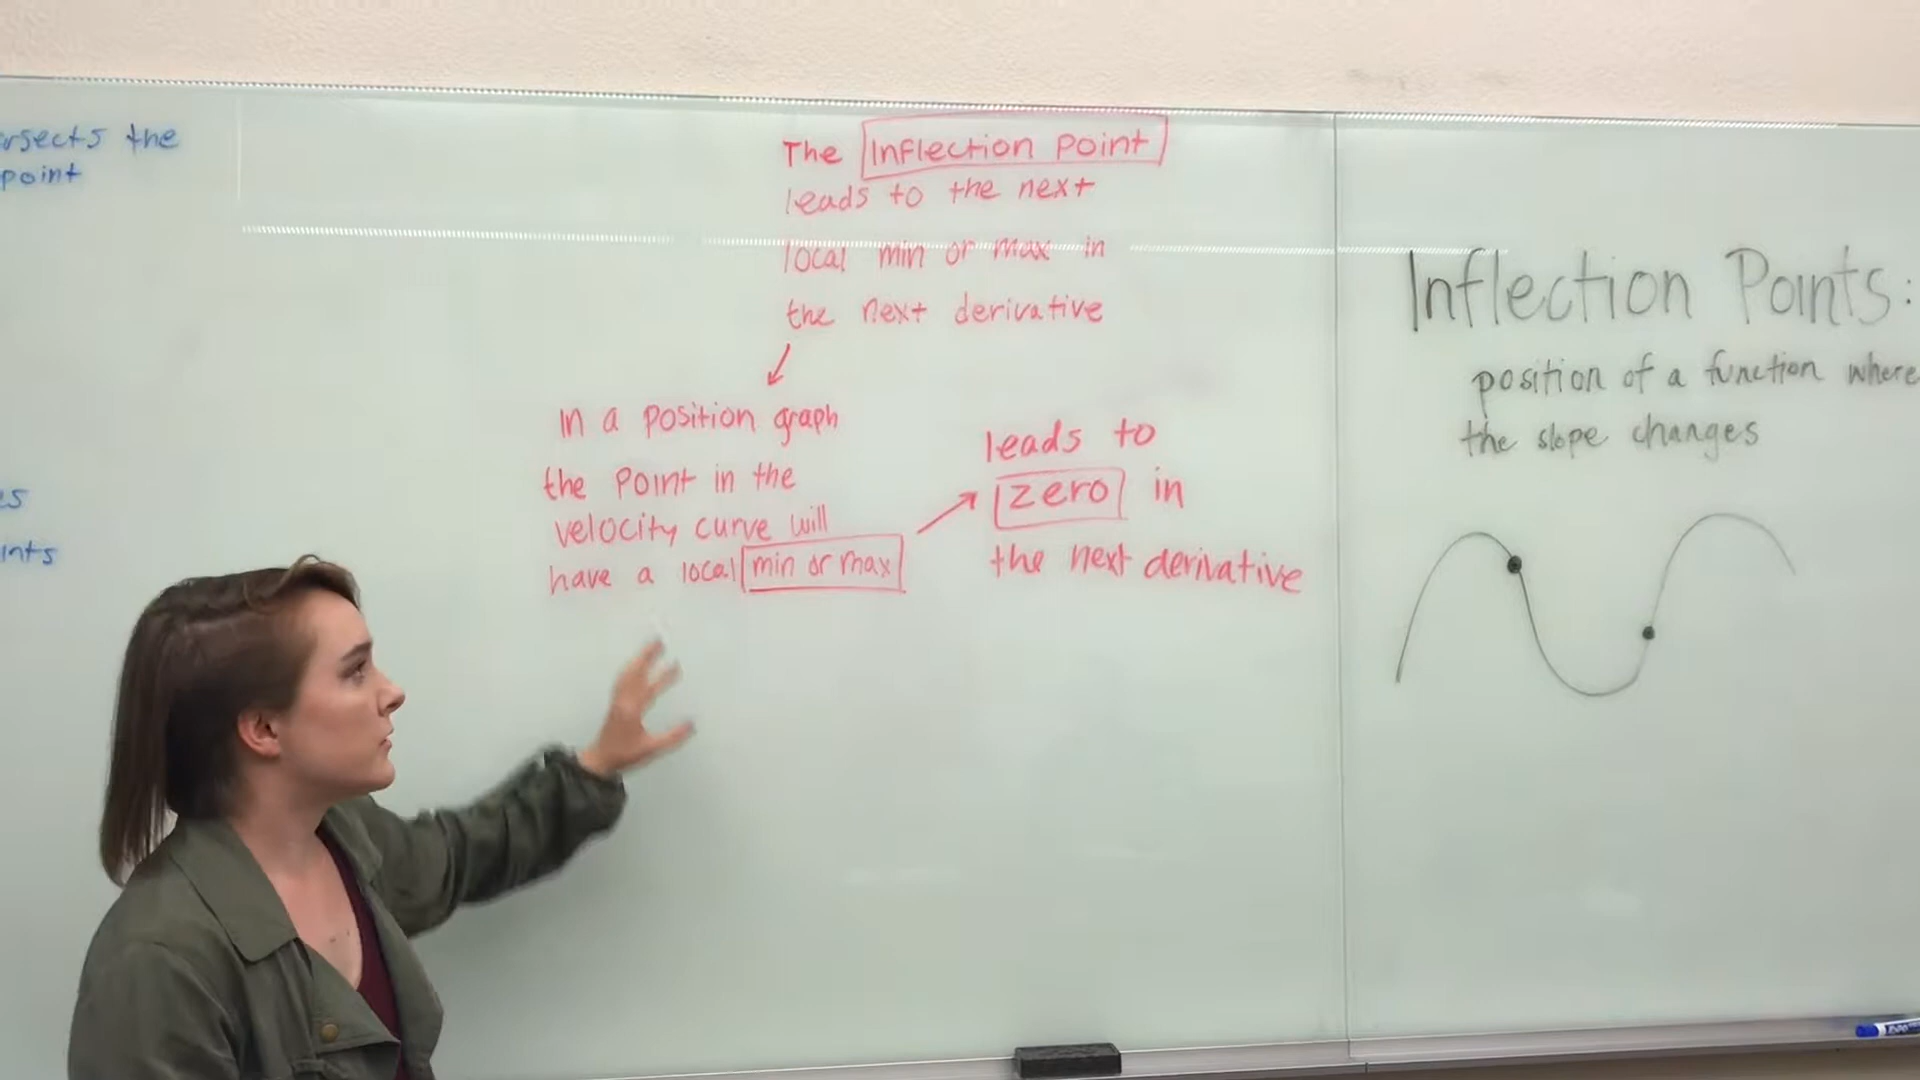 rsects the
point
es
ints
The Inflection point
leads to the next
local min or max in
the next derivative
In a position graph
the point in the
velocity curve will
have a local min or max
leads to
zero in
the next derivative
Inflection Points:
position of a function where
the slope changes